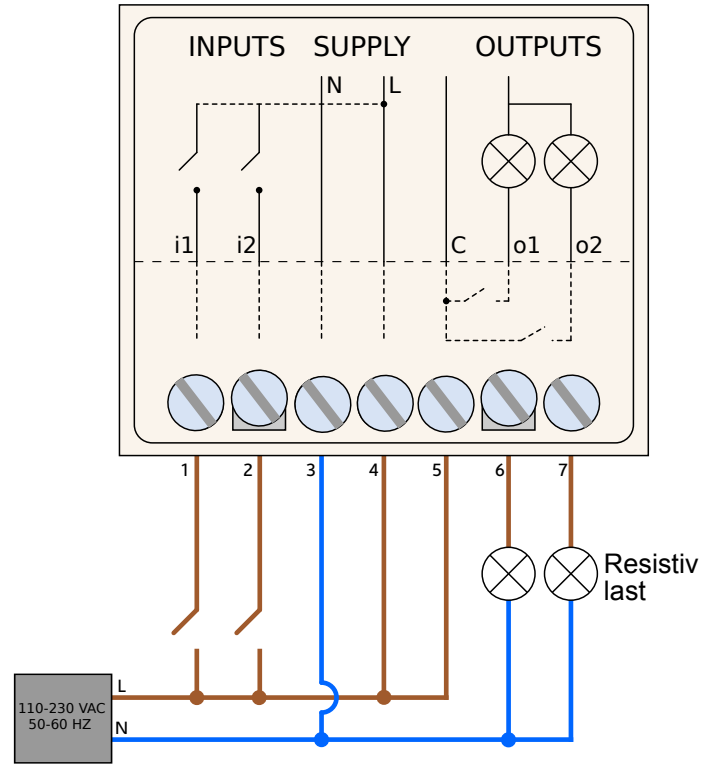 INPUTS SUPPLY OUTPUTS
N L
i1 i2 C o1 o2
1 2 3 4 5 6 7
Resistiv
last
L
110-230 VAC
50-60 HZ
N